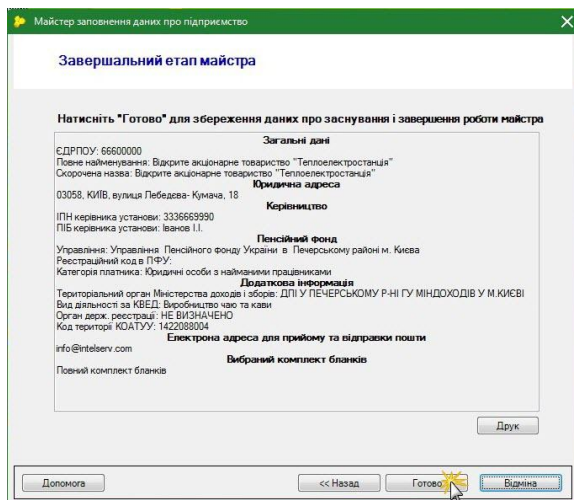 Майстер заповнення даних про підприємство
Завершальний етап майстра
Натисніть "Готово" для збереження даних про заснування і завершення роботи майстра
Загальні дані
ЄДРПОУ: 66600000
Повне найменування: Відкрите акціонарне товариство "Теплоелектростанція"
Скорочена назва: Відкрите акціонарне товариство "Теплоелектростанція"
Юридична адреса
03058, КИЇВ, вулиця Лебедєва- Кумача, 18
Керівництво
ІПН керівника установи: 3336669990
ПІБ керівника установи: Іванов І.І.
Пенсійний Фонд
Управління: Управління Пенсійного фонду України в Печерському районі м. Києва
Реєстраційний код в ПФУ:
Категорія платника: Юридичні особи з найманими працівниками
Додаткова інформація
Територіальний орган Міністерства доходів і зборів: ДПІ У ПЕЧЕРСЬКОМУ Р-НІ ГУ МІНДОХОДІВ У М.КИЄВІ
Вид діяльності за КВЕД: Виробництво чаю та кави
Орган держ. реєстрації: НЕ ВИЗНАЧЕНО
Код території КОАТУУ: 1422088004
Електрона адреса для прийому та відправки пошти
info@intelserv.com
Вибраний комплект бланків
Повний комплект бланків
Друк
Допомога
<< Назад
Готово
Відміна